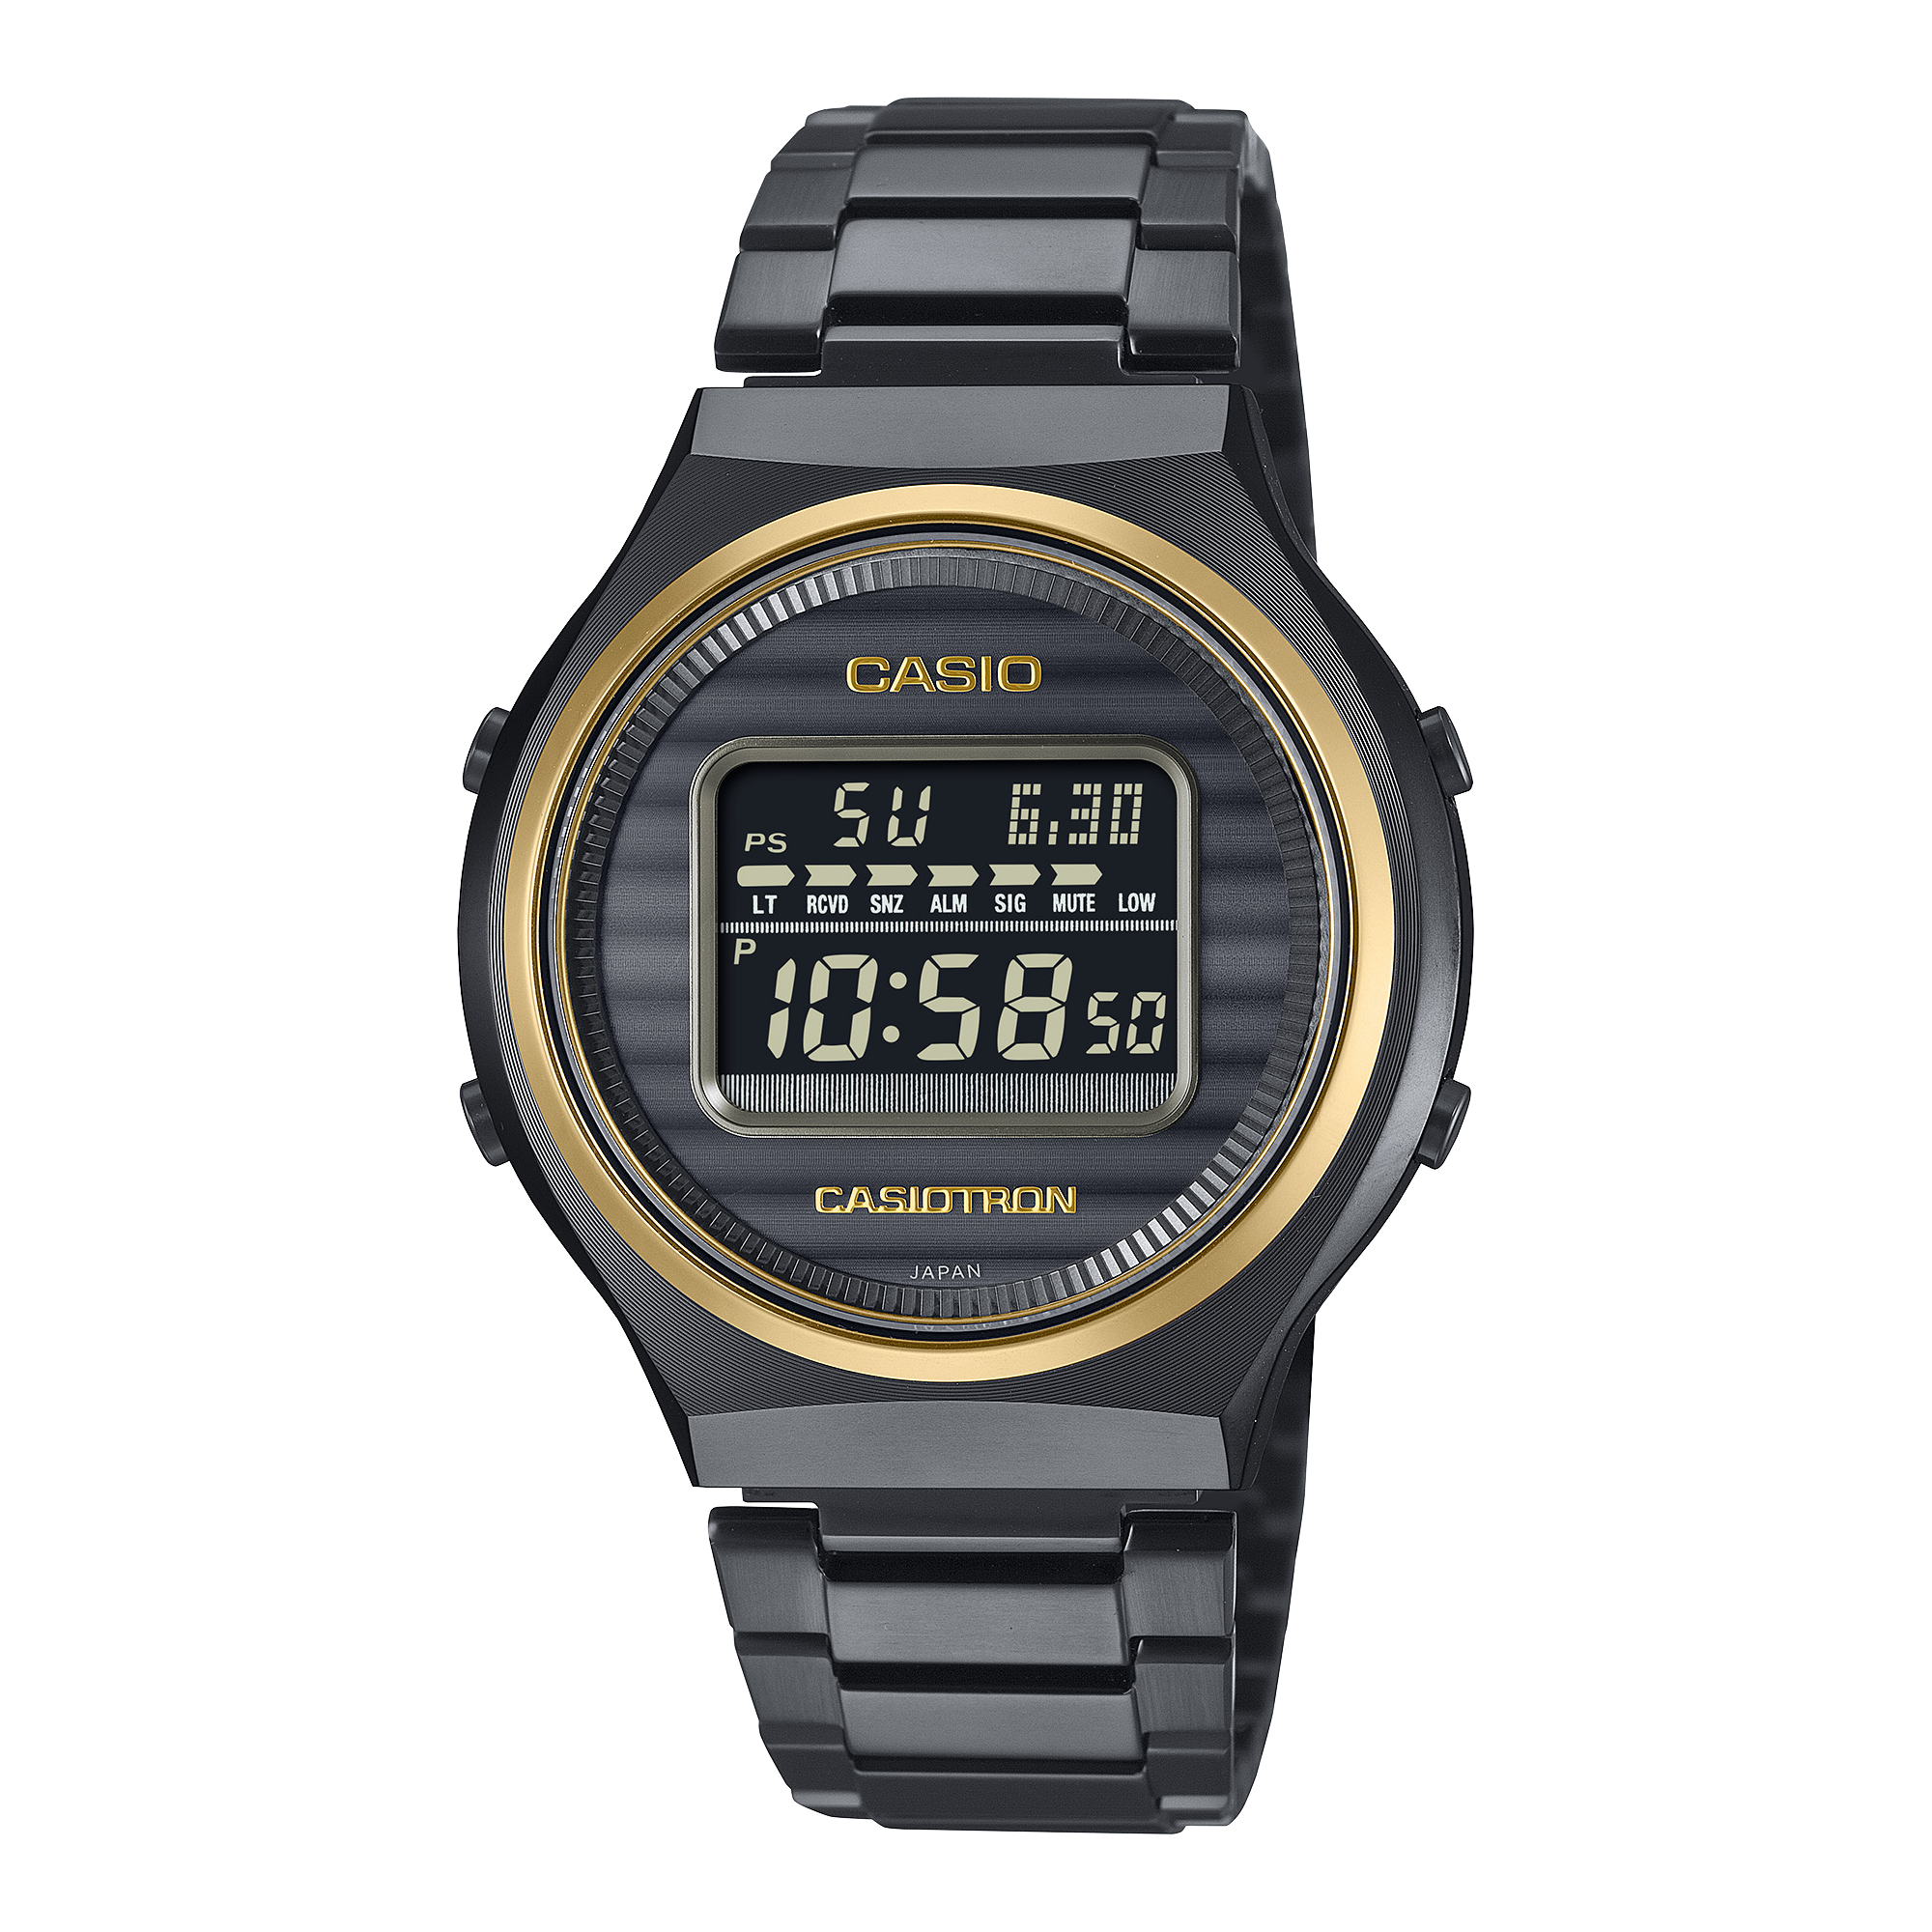 CASIO
SU 6.30
PS
LT RCVD SNZ ALM SIG MUTE LOW
P
10:58 50
CASIOTRON
JAPAN